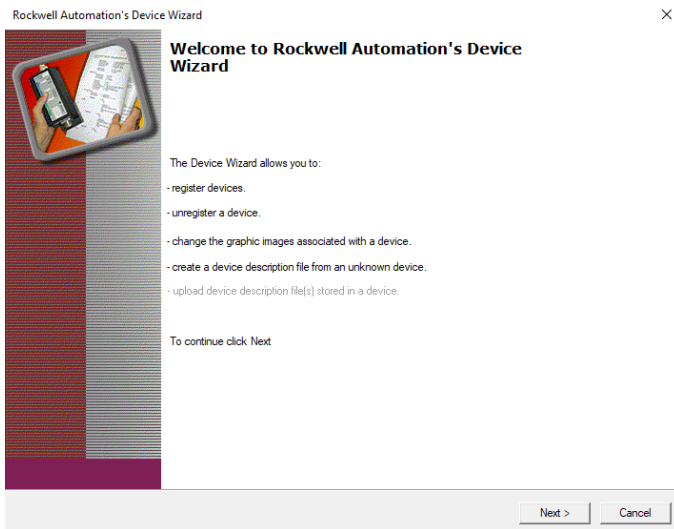 Rockwell Automation's Device Wizard
Welcome to Rockwell Automation's Device
Wizard
The Device Wizard allows you to:
- register devices.
- unregister a device.
- change the graphic images associated with a device.
- create a device description file from an unknown device.
- upload device description file(s) stored in a device.
To continue click Next
Next >
Cancel